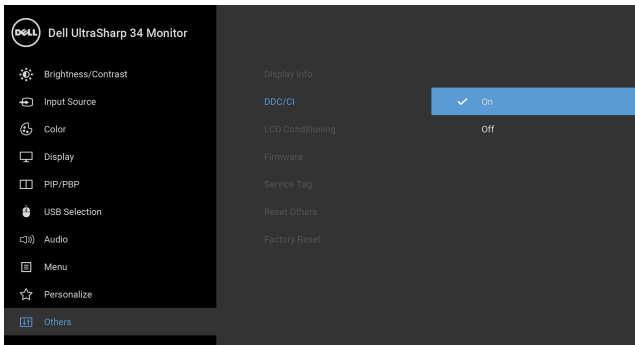 DELL
Dell UltraSharp 34 Monitor
Brightness/Contrast
Display Info
Input Source
DDC/CI
On
Color
LCD Conditioning
Off
Display
Firmware
PIP/PBP
Service Tag
USB Selection
Reset Others
Audio
Factory Reset
Menu
Personalize
Others